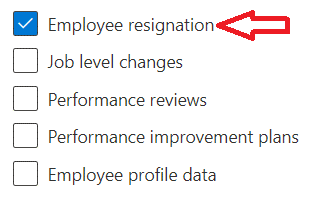 Employee resignation
Job level changes
Performance reviews
Performance improvement plans
Employee profile data